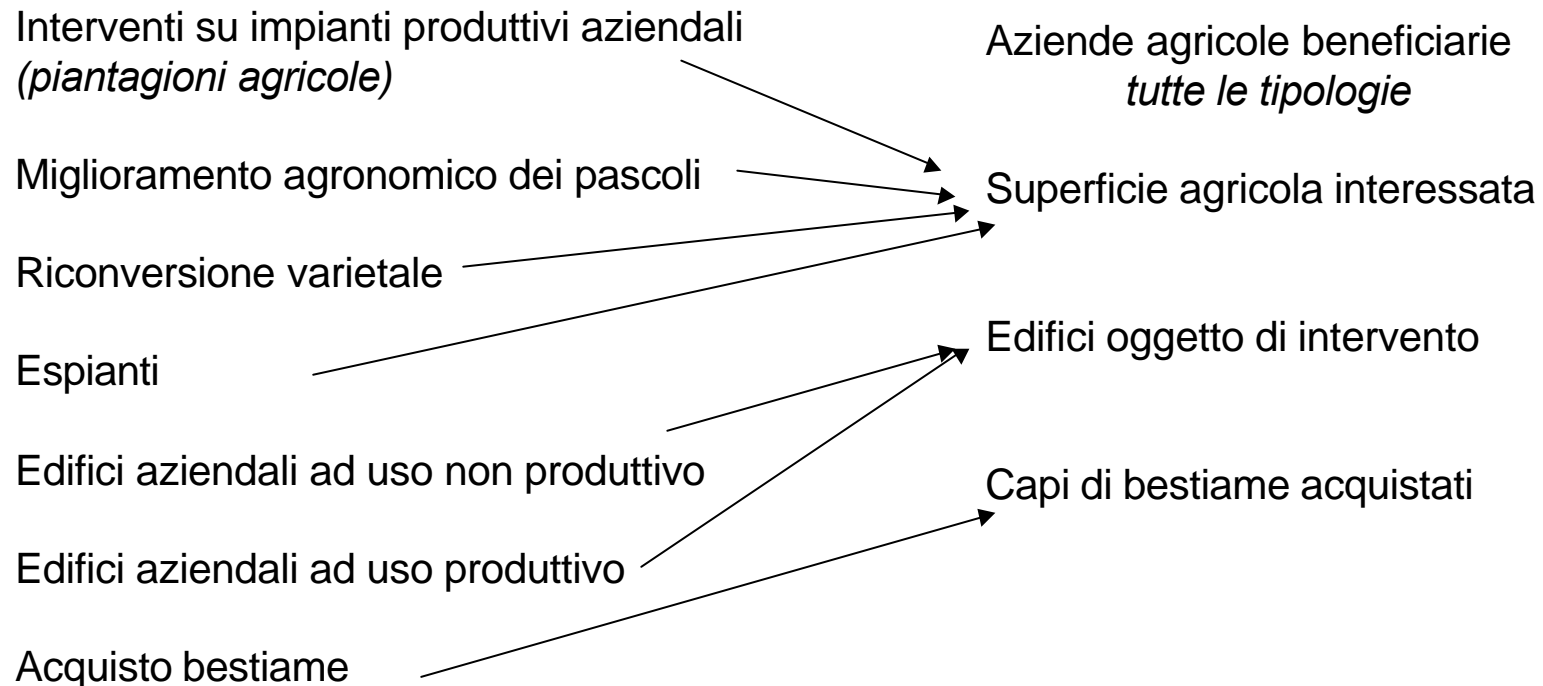 Interventi su impianti produttivi aziendali
(piantagioni agricole)
Miglioramento agronomico dei pascoli
Riconversione varietale
Espianti
Edifici aziendali ad uso non produttivo
Edifici aziendali ad uso produttivo
Acquisto bestiame
Aziende agricole beneficiarie
tutte le tipologie
Superficie agricola interessata
Edifici oggetto di intervento
Capi di bestiame acquistati